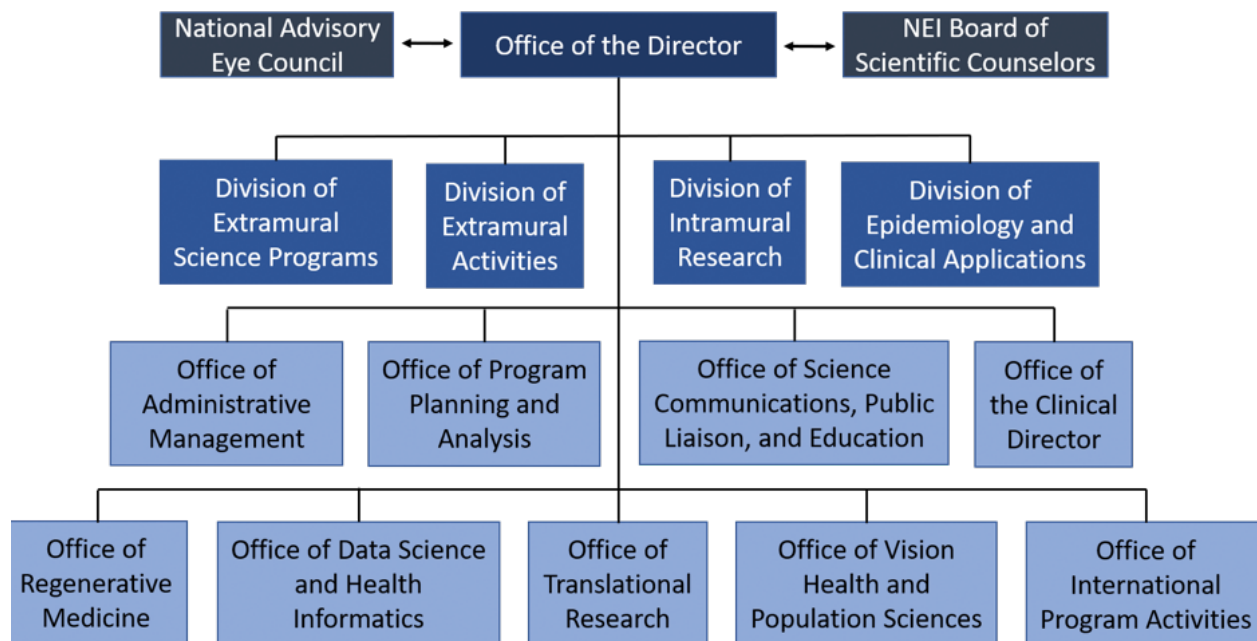 National Advisory
Eye Council
Office of the Director
NEI Board of
Scientific Counselors
Division of
Extramural
Science Programs
Division of
Extramural
Activities
Division of
Intramural
Research
Division of
Epidemiology and
Clinical Applications
Office of
Administrative
Management
Office of Program
Planning and
Analysis
Office of Science
Communications, Public
Liaison, and Education
Office of
the Clinical
Director
Office of
Regenerative
Medicine
Office of Data Science
and Health
Informatics
Office of
Translational
Research
Office of Vision
Health and
Population Sciences
Office of
International
Program Activities